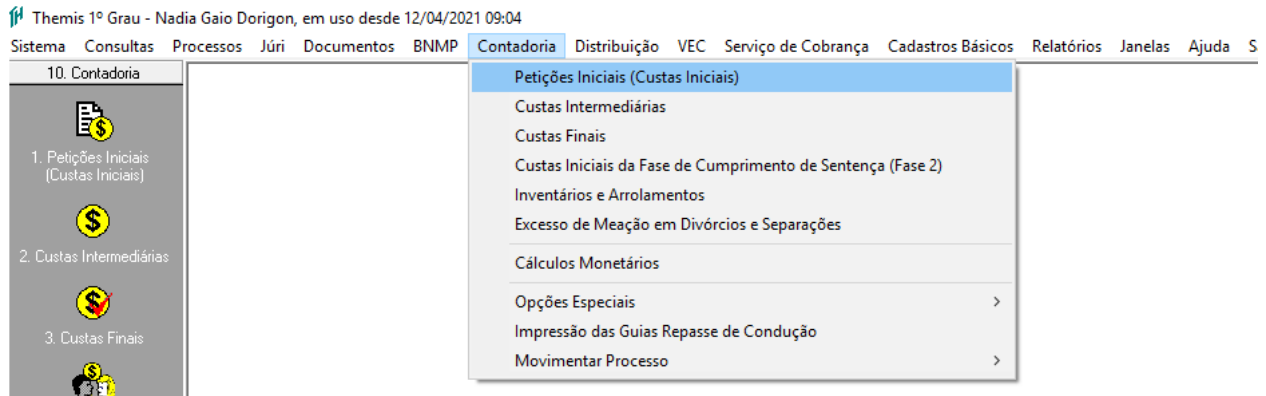 Themis 1º Grau - Nadia Gaio Dorigon, em uso desde 12/04/2021 09:04
Sistema Consultas Processos Júri Documentos BNMP Contadoria Distribuição VEC Serviço de Cobrança Cadastros Básicos Relatórios Janelas Ajuda S
10. Contadoria
1. Petições Iniciais
(Custas Iniciais)
2. Custas Intermediárias
3. Custas Finais
Petições Iniciais (Custas Iniciais)
Custas Intermediárias
Custas Finais
Custas Iniciais da Fase de Cumprimento de Sentença (Fase 2)
Inventários e Arrolamentos
Excesso de Meação em Divórcios e Separações
Cálculos Monetários
Opções Especiais
Impressão das Guias Repasse de Condução
Movimentar Processo